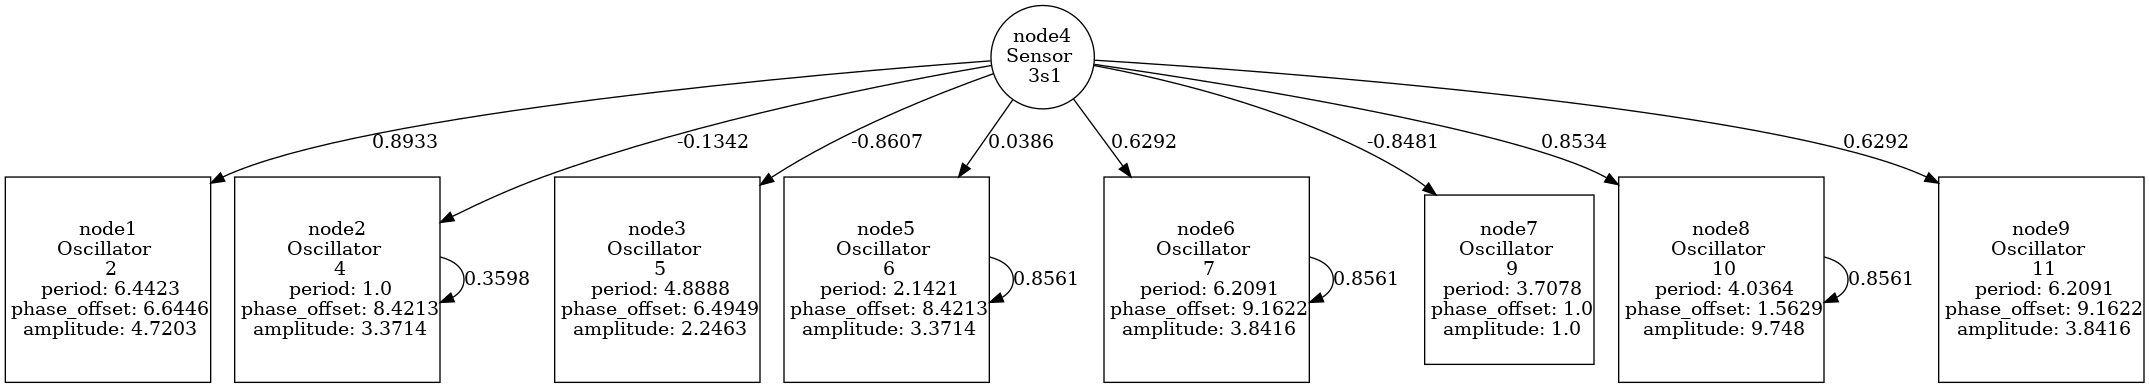 node4
Sensor
3s1
0.8933
-0.1342
-0.8607
0.0386
0.6292
-0.8481
0.8534
0.6292
node1
Oscillator
2
period: 6.4423
phase_offset: 6.6446
amplitude: 4.7203
node2
Oscillator
4
period: 1.0
phase_offset: 8.4213
amplitude: 3.3714
0.3598
node3
Oscillator
5
period: 4.8888
phase_offset: 6.4949
amplitude: 2.2463
node5
Oscillator
6
period: 2.1421
phase_offset: 8.4213
amplitude: 3.3714
0.8561
node6
Oscillator
7
period: 6.2091
phase_offset: 9.1622
amplitude: 3.8416
0.8561
node7
Oscillator
9
period: 3.7078
phase_offset: 1.0
amplitude: 1.0
node8
Oscillator
10
period: 4.0364
phase_offset: 1.5629
amplitude: 9.748
0.8561
node9
Oscillator
11
period: 6.2091
phase_offset: 9.1622
amplitude: 3.8416